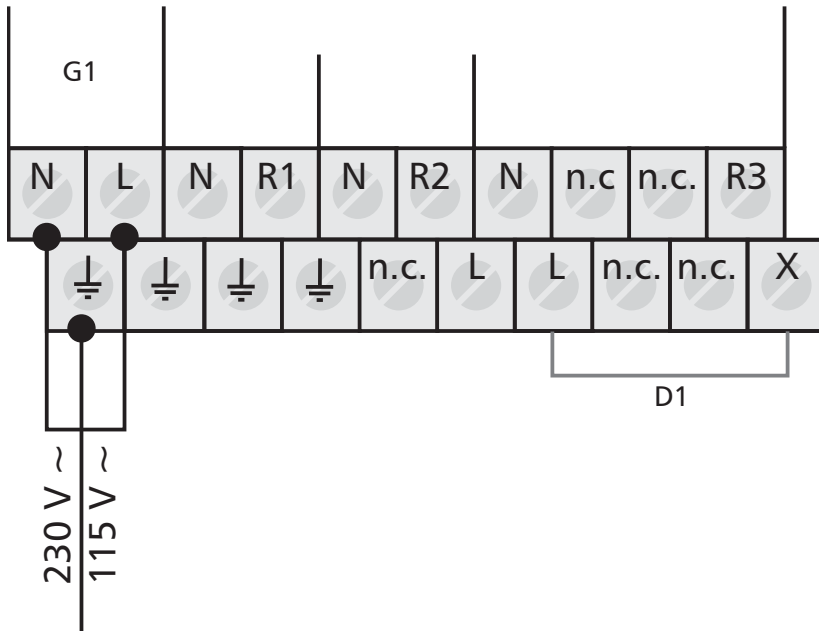 G1
N L N R1 N R2 N n.c n.c. R3
n.c. L L n.c. n.c. X
D1
230 V ~
115 V ~